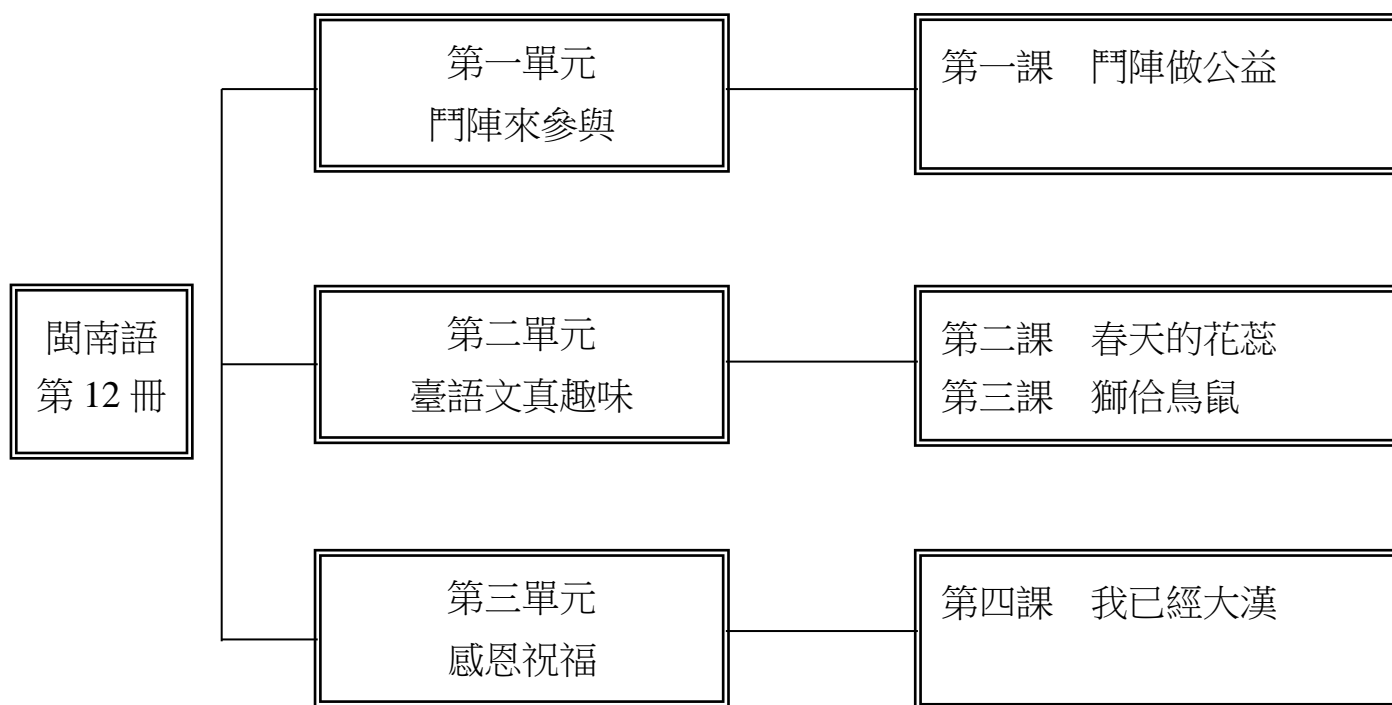 閩南語
第 12 冊
第一單元
鬥陣來參與
第一課　鬥陣做公益
第二單元
臺語文真趣味
第二課　春天的花蕊
第三課　獅佮鳥鼠
第三單元
感恩祝福
第四課　我已經大漢